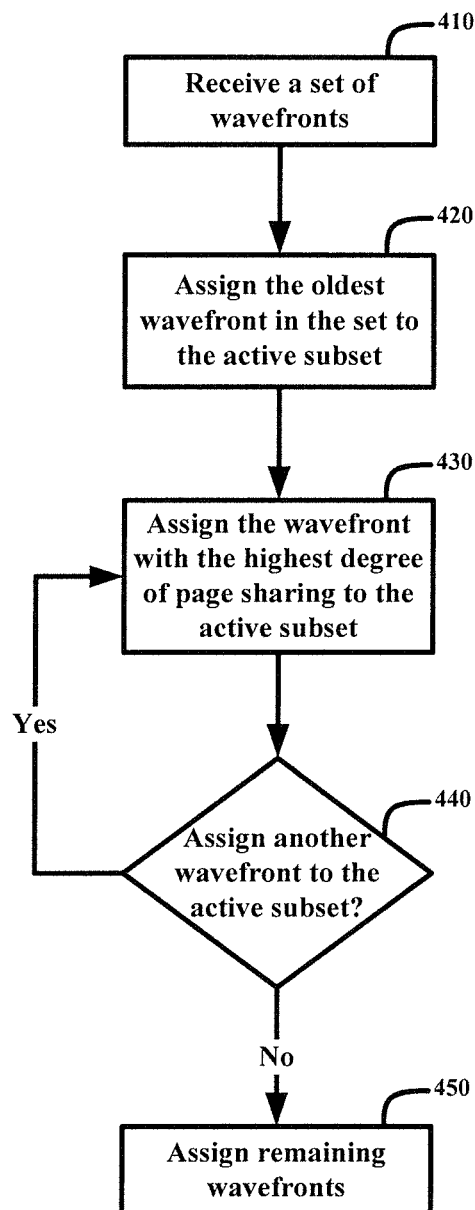 410
Receive a set of
wavefronts
420
Assign the oldest
wavefront in the set to
the active subset
430
Assign the wavefront
with the highest degree
of page sharing to the
active subset
Yes
440
Assign another
wavefront to the
active subset?
No
450
Assign remaining
wavefronts